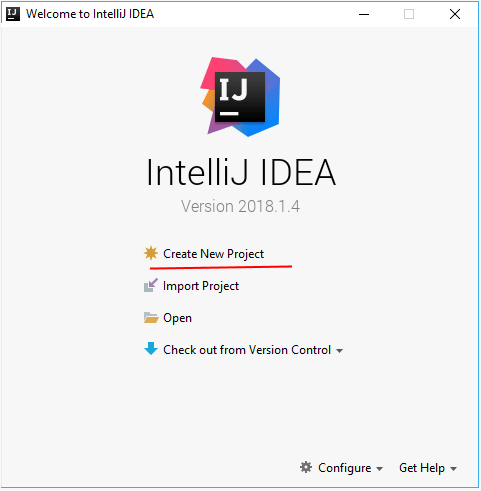 Welcome to IntelliJ IDEA
IJ
IJ
IntelliJ IDEA
Version 2018.1.4
Create New Project
Import Project
Open
Check out from Version Control
Configure
Get Help